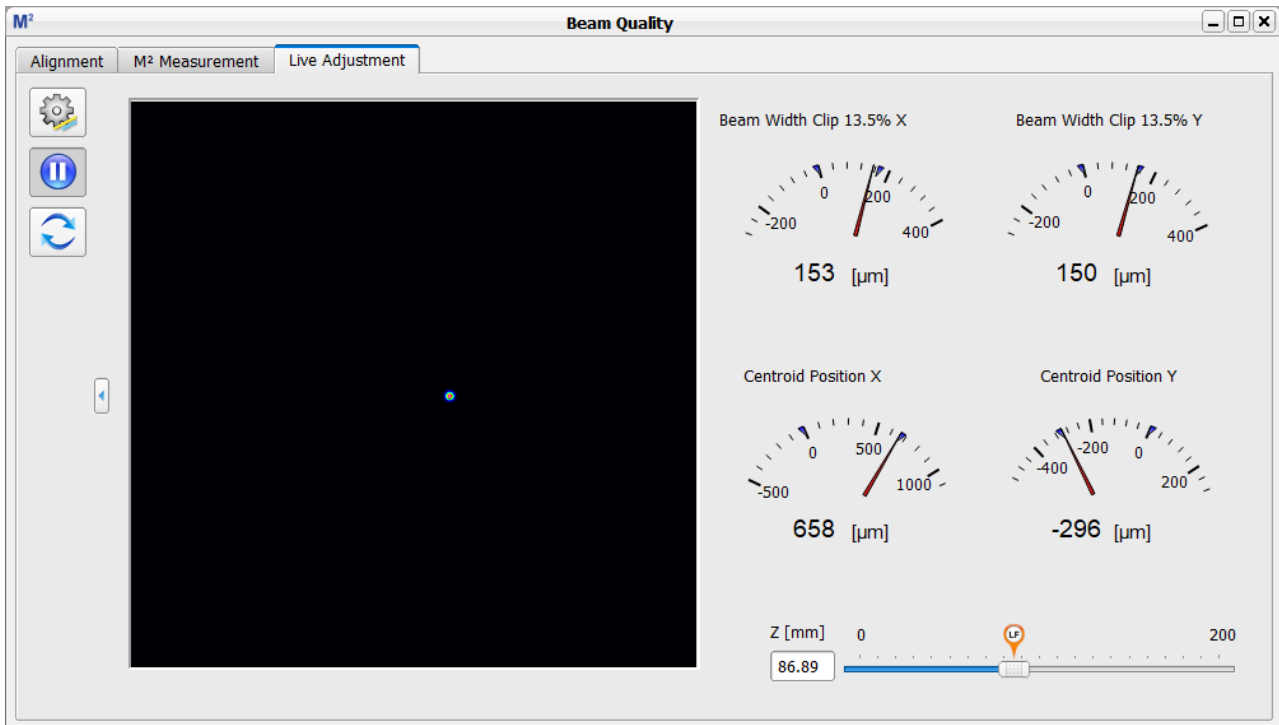 M² Beam Quality
Alignment M² Measurement Live Adjustment
Beam Width Clip 13.5% X
-200 0 200 400
153 [µm]
Beam Width Clip 13.5% Y
-200 0 200 400
150 [µm]
Centroid Position X
-500 0 500 1000
658 [µm]
Centroid Position Y
-400 -200 0 200
-296 [µm]
Z [mm] 0 LF 200
86.89